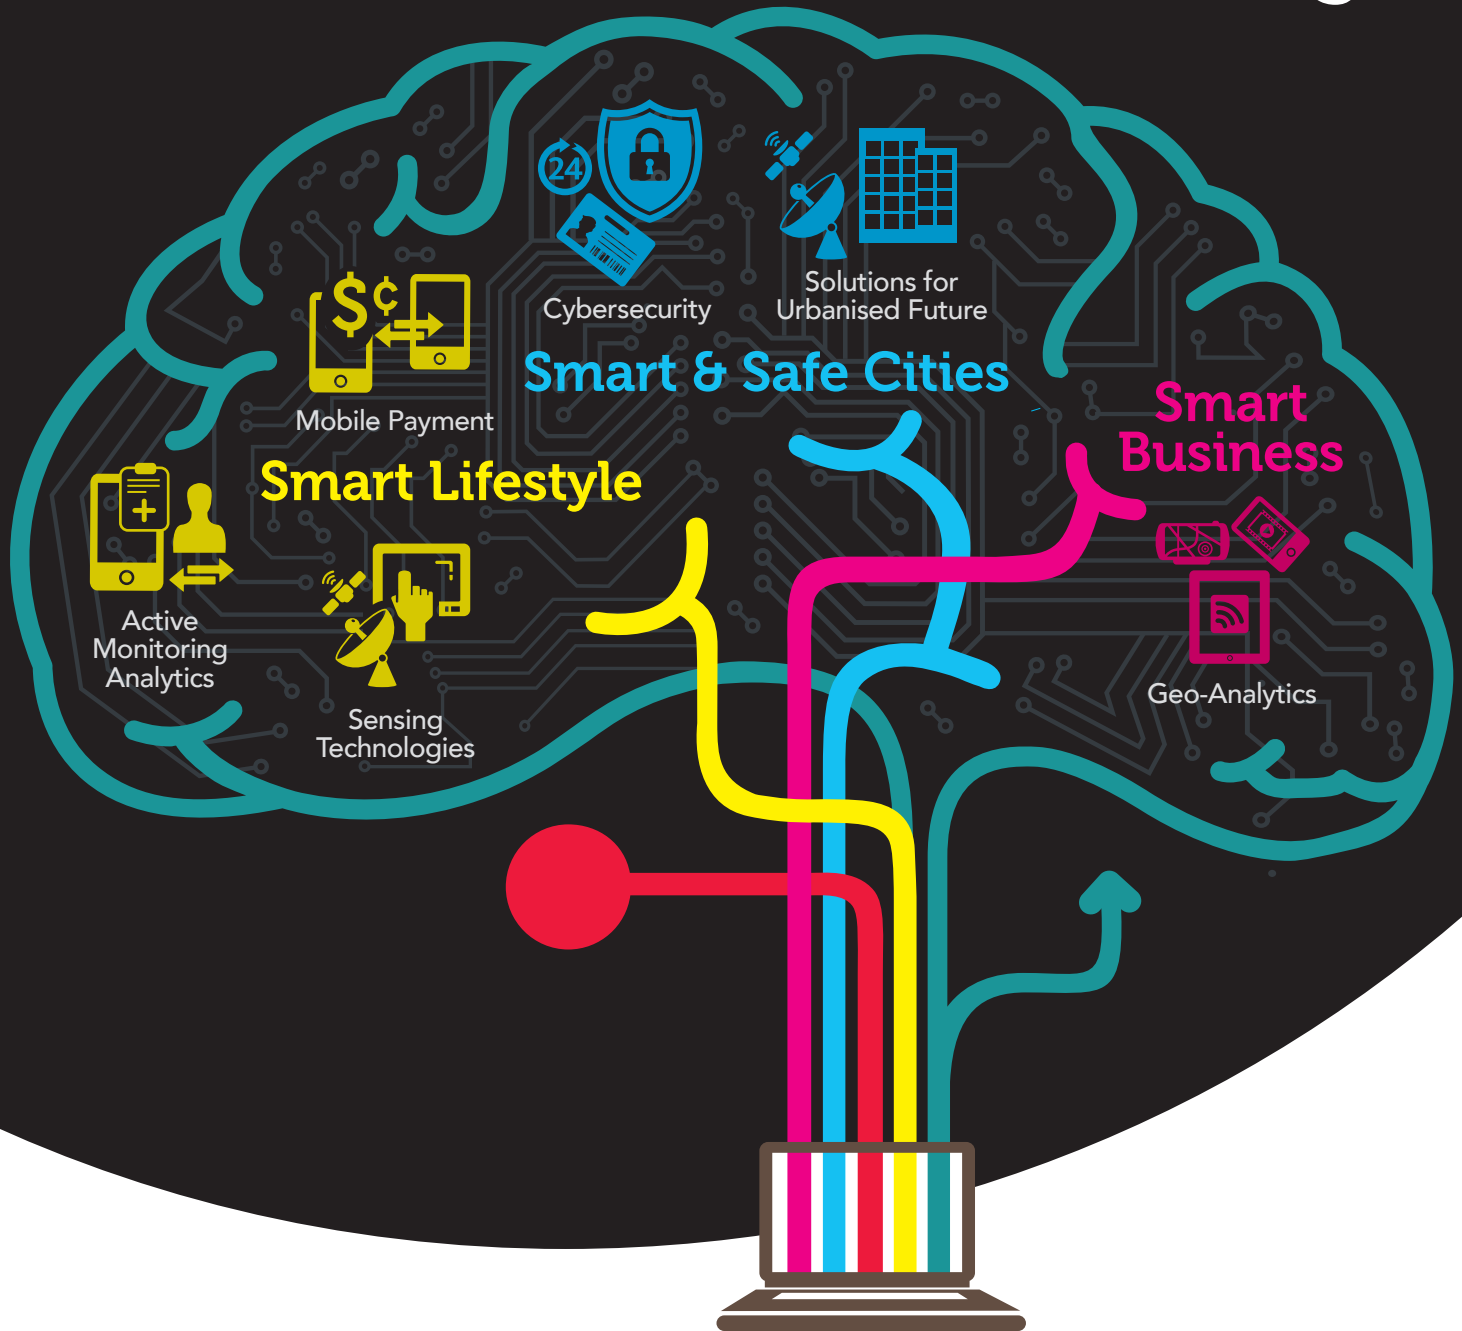 24
Cybersecurity
Solutions for
Urbanised Future
Smart & Safe Cities
$¢
Mobile Payment
Smart Lifestyle
Smart
Business
Active
Monitoring
Analytics
Sensing
Technologies
Geo-Analytics